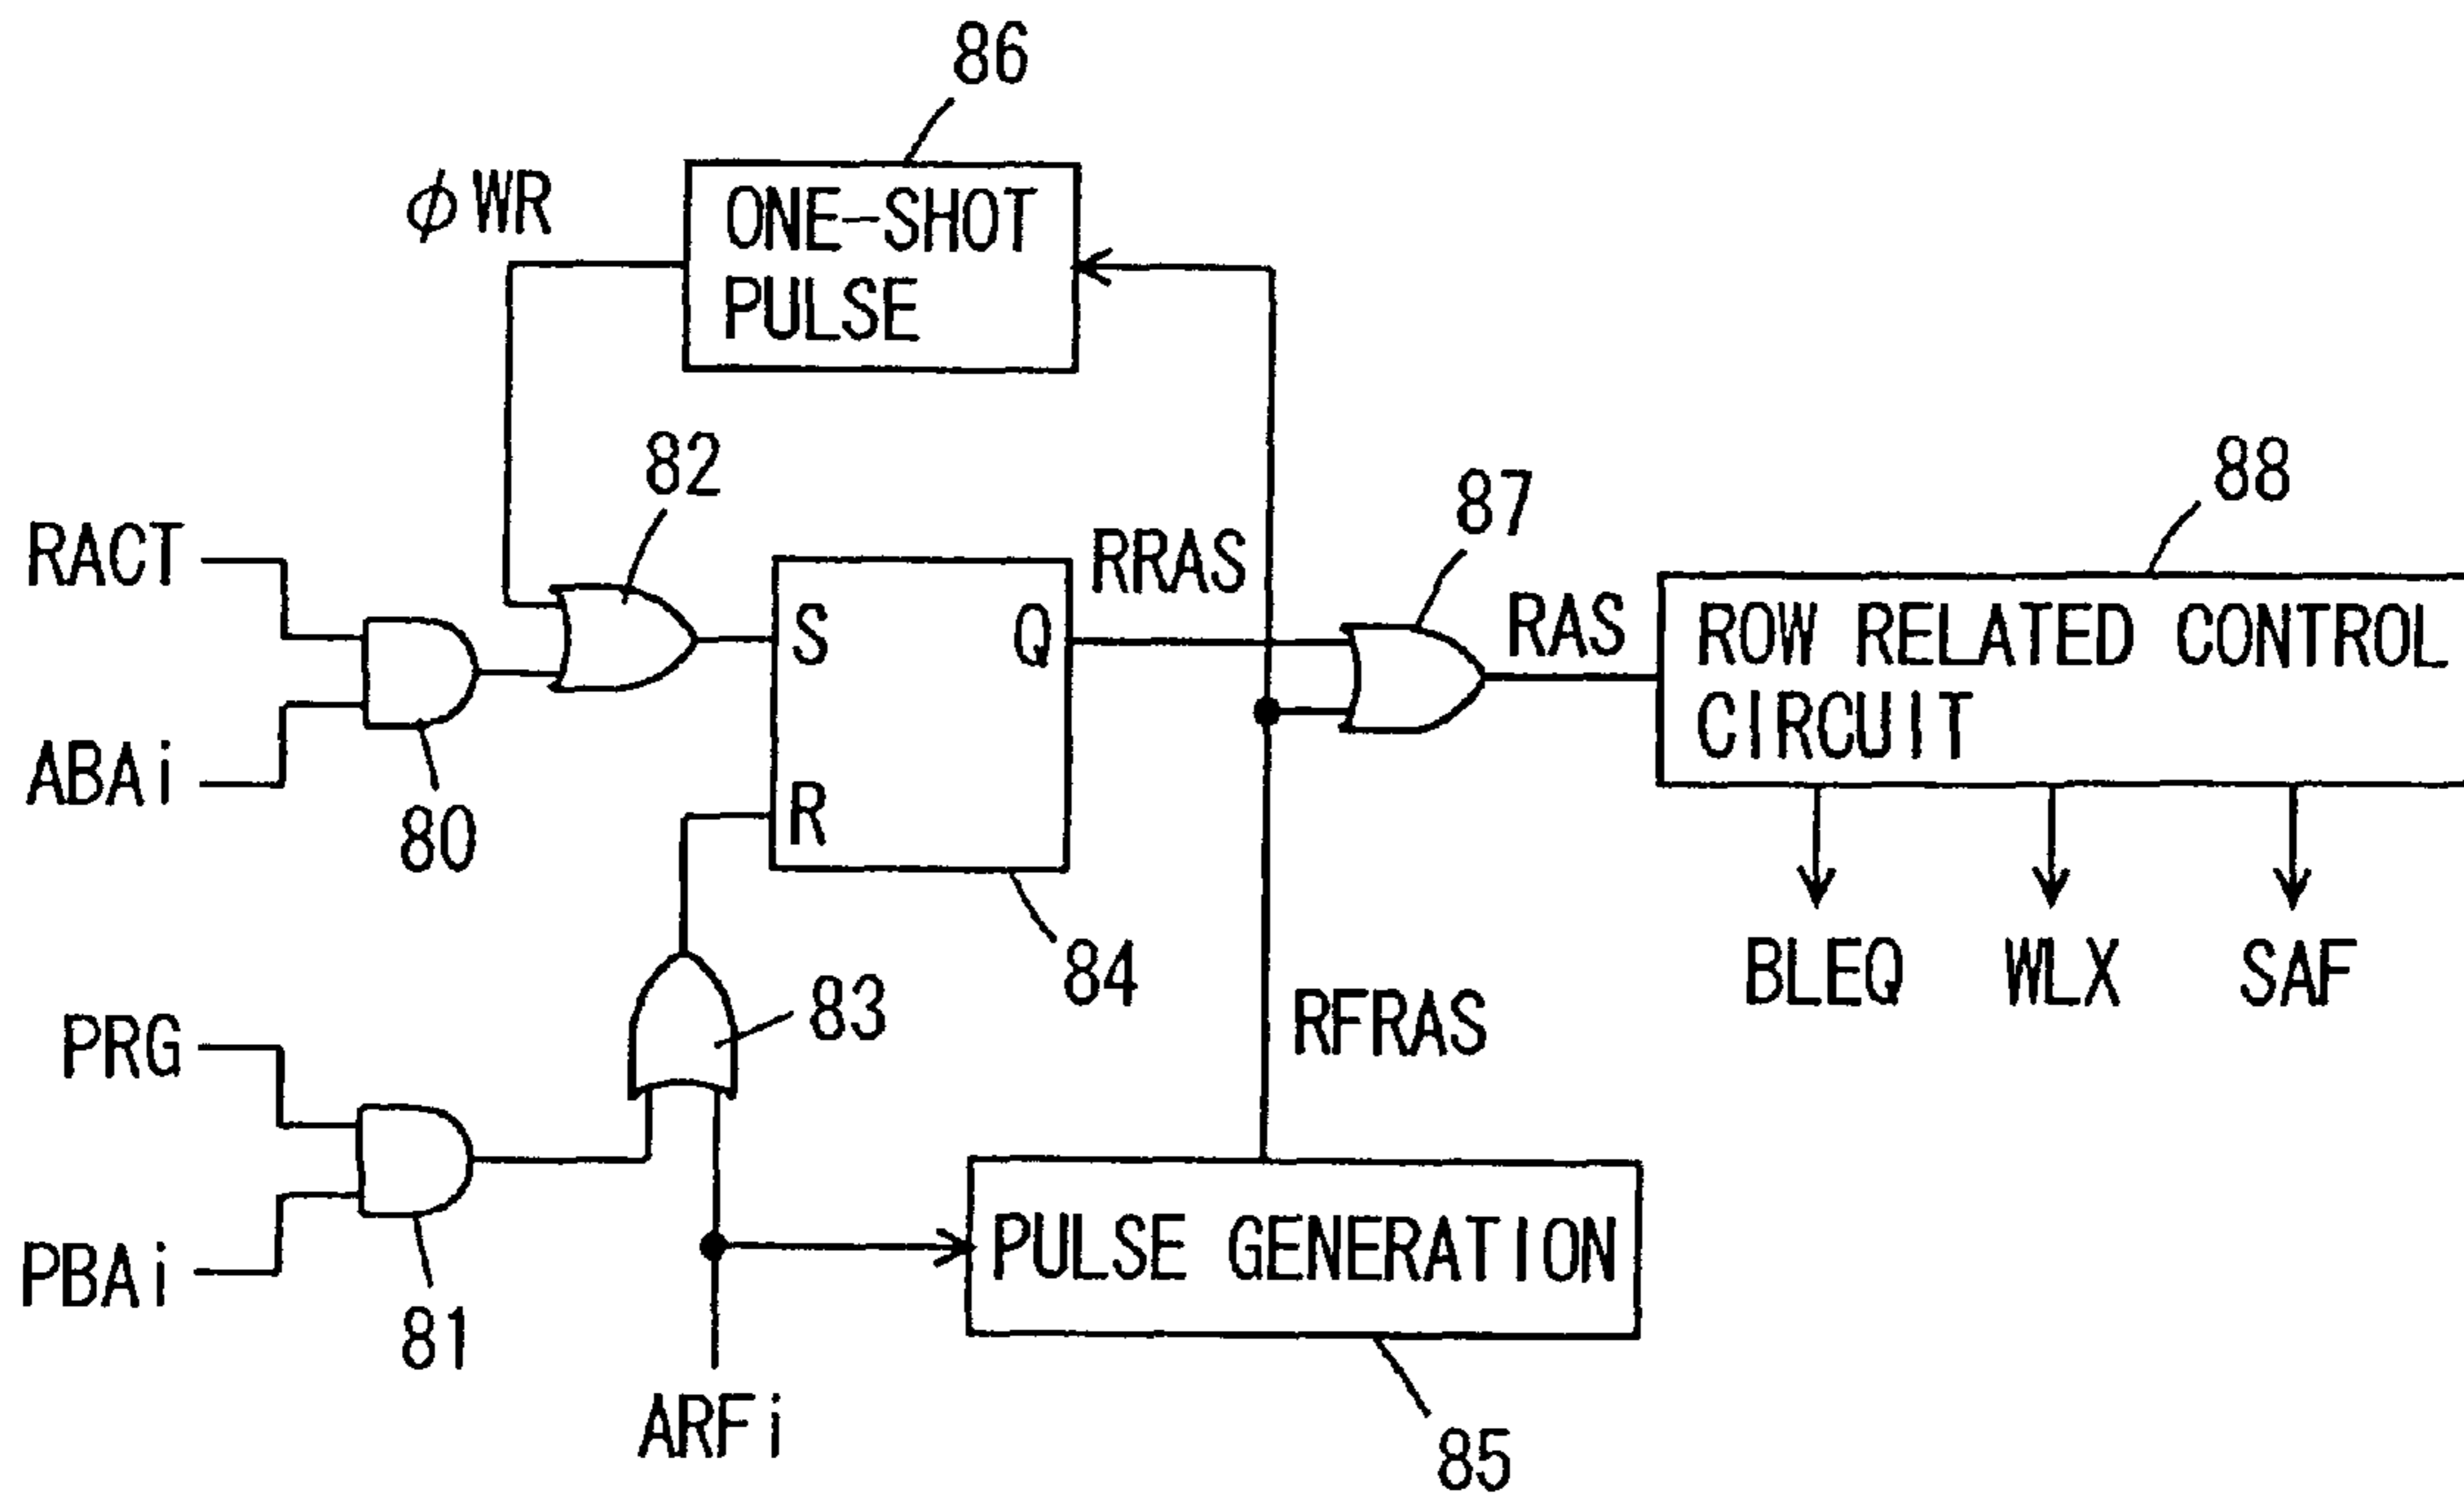 86
φWR
ONE-SHOT
PULSE
82
87
88
RACT
RRAS
RAS
ROW RELATED CONTROL
CIRCUIT
S
Q
ABAi
80
R
84
BLEQ
WLX
SAF
PRG
83
RFRAS
PBAi
81
PULSE GENERATION
ARFi
85